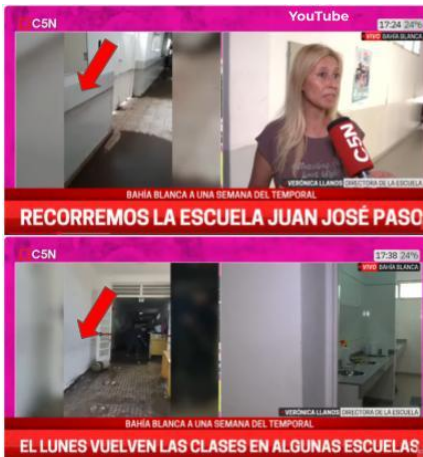 C5N
YouTube
17:24 24°6
VIVO BAHÍA BLANCA
C5N
VERÓNICA LLANOS DIRECTORA DE LA ESCUELA
BAHÍA BLANCA A UNA SEMANA DEL TEMPORAL
RECORREMOS LA ESCUELA JUAN JOSÉ PASO
C5N
17:38 24°6
VIVO BAHÍA BLANCA
VERÓNICA LLANOS DIRECTORA DE LA ESCUELA
BAHÍA BLANCA A UNA SEMANA DEL TEMPORAL
EL LUNES VUELVEN LAS CLASES EN ALGUNAS ESCUELAS